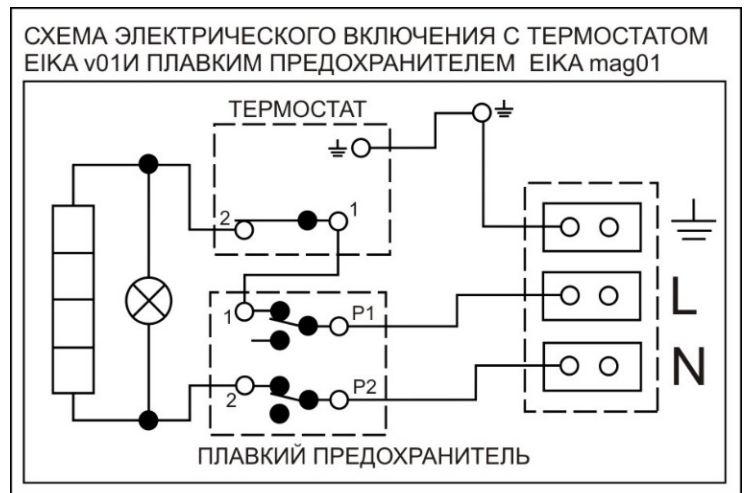 СХЕМА ЭЛЕКТРИЧЕСКОГО ВКЛЮЧЕНИЯ С ТЕРМОСТАТОМ
EIKA v01И ПЛАВКИМ ПРЕДОХРАНИТЕЛЕМ EIKA mag01
ТЕРМОСТАТ
2
1
1
P1
L
2
P2
N
ПЛАВКИЙ ПРЕДОХРАНИТЕЛЬ